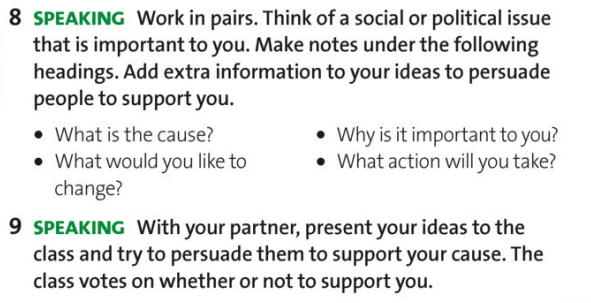 8 SPEAKING Work in pairs. Think of a social or political issue
that is important to you. Make notes under the following
headings. Add extra information to your ideas to persuade
people to support you.
• What is the cause?
• What would you like to
change?
• Why is it important to you?
• What action will you take?
9 SPEAKING With your partner, present your ideas to the
class and try to persuade them to support your cause. The
class votes on whether or not to support you.